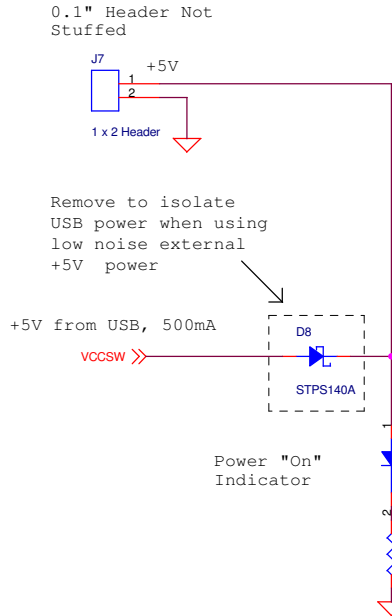 0.1" Header Not
Stuffed
J7
1
+5V
2
1 x 2 Header
Remove to isolate
USB power when using
low noise external
+5V power
+5V from USB, 500mA
D8
VCCSW
STPS140A
1
Power "On"
Indicator
2